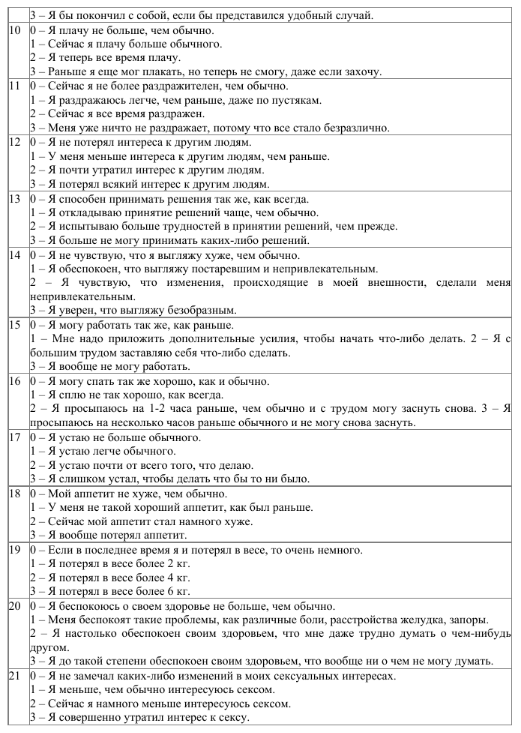 3 – Я бы покончил с собой, если бы представился удобный случай.
10 0 – Я плачу не больше, чем обычно.
1 – Сейчас я плачу больше обычного.
2 – Я теперь все время плачу.
3 – Раньше я еще мог плакать, но теперь не смогу, даже если захочу.
11 0 – Сейчас я не более раздражителен, чем обычно.
1 – Я раздражаюсь легче, чем раньше, даже по пустякам.
2 – Сейчас я все время раздражен.
3 – Меня уже ничто не раздражает, потому что все стало безразлично.
12 0 – Я не потерял интереса к другим людям.
1 – У меня меньше интереса к другим людям, чем раньше.
2 – Я почти утратил интерес к другим людям.
3 – Я потерял всякий интерес к другим людям.
13 0 – Я способен принимать решения так же, как всегда.
1 – Я откладываю принятие решений чаще, чем обычно.
2 – Я испытываю больше трудностей в принятии решений, чем прежде.
3 – Я больше не могу принимать каких-либо решений.
14 0 – Я не чувствую, что я выгляжу хуже, чем обычно.
1 – Я обеспокоен, что выгляжу постаревшим и непривлекательным.
2 – Я чувствую, что изменения, происходящие в моей внешности, сделали меня
непривлекательным.
3 – Я уверен, что выгляжу безобразным.
15 0 – Я могу работать так же, как раньше.
1 – Мне надо приложить дополнительные усилия, чтобы начать что-либо делать. 2 – Я с
большим трудом заставляю себя что-либо сделать.
3 – Я вообще не могу работать.
16 0 – Я могу спать так же хорошо, как и обычно.
1 – Я сплю не так хорошо, как всегда.
2 – Я просыпаюсь на 1-2 часа раньше, чем обычно и с трудом могу заснуть снова. 3 – Я
просыпаюсь на несколько часов раньше обычного и не могу снова заснуть.
17 0 – Я устаю не больше обычного.
1 – Я устаю легче обычного.
2 – Я устаю почти от всего того, что делаю.
3 – Я слишком устал, чтобы делать что бы то ни было.
18 0 – Мой аппетит не хуже, чем обычно.
1 – У меня не такой хороший аппетит, как был раньше.
2 – Сейчас мой аппетит стал намного хуже.
3 – Я вообще потерял аппетит.
19 0 – Если в последнее время я и потерял в весе, то очень немного.
1 – Я потерял в весе более 2 кг.
2 – Я потерял в весе более 4 кг.
3 – Я потерял в весе более 6 кг.
20 0 – Я беспокоюсь о своем здоровье не больше, чем обычно.
1 – Меня беспокоят такие проблемы, как различные боли, расстройства желудка, запоры.
2 – Я настолько обеспокоен своим здоровьем, что мне даже трудно думать о чем-нибудь
другом.
3 – Я до такой степени обеспокоен своим здоровьем, что вообще ни о чем не могу думать.
21 0 – Я не замечал каких-либо изменений в моих сексуальных интересах.
1 – Я меньше, чем обычно интересуюсь сексом.
2 – Сейчас я намного меньше интересуюсь сексом.
3 – Я совершенно утратил интерес к сексу.